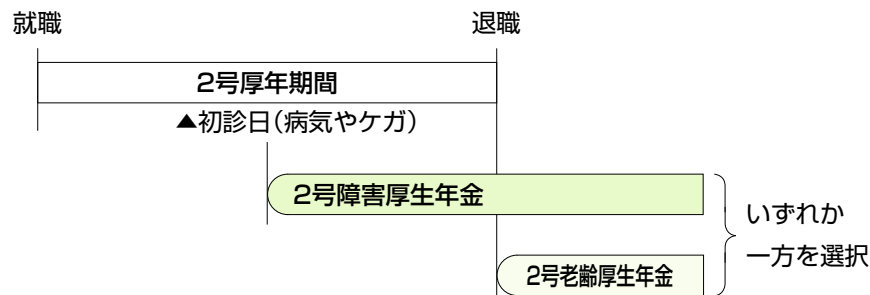 就職
退職
2号厚年期間
▲初診日(病気やケガ)
2号障害厚生年金
いずれか
一方を選択
2号老齢厚生年金